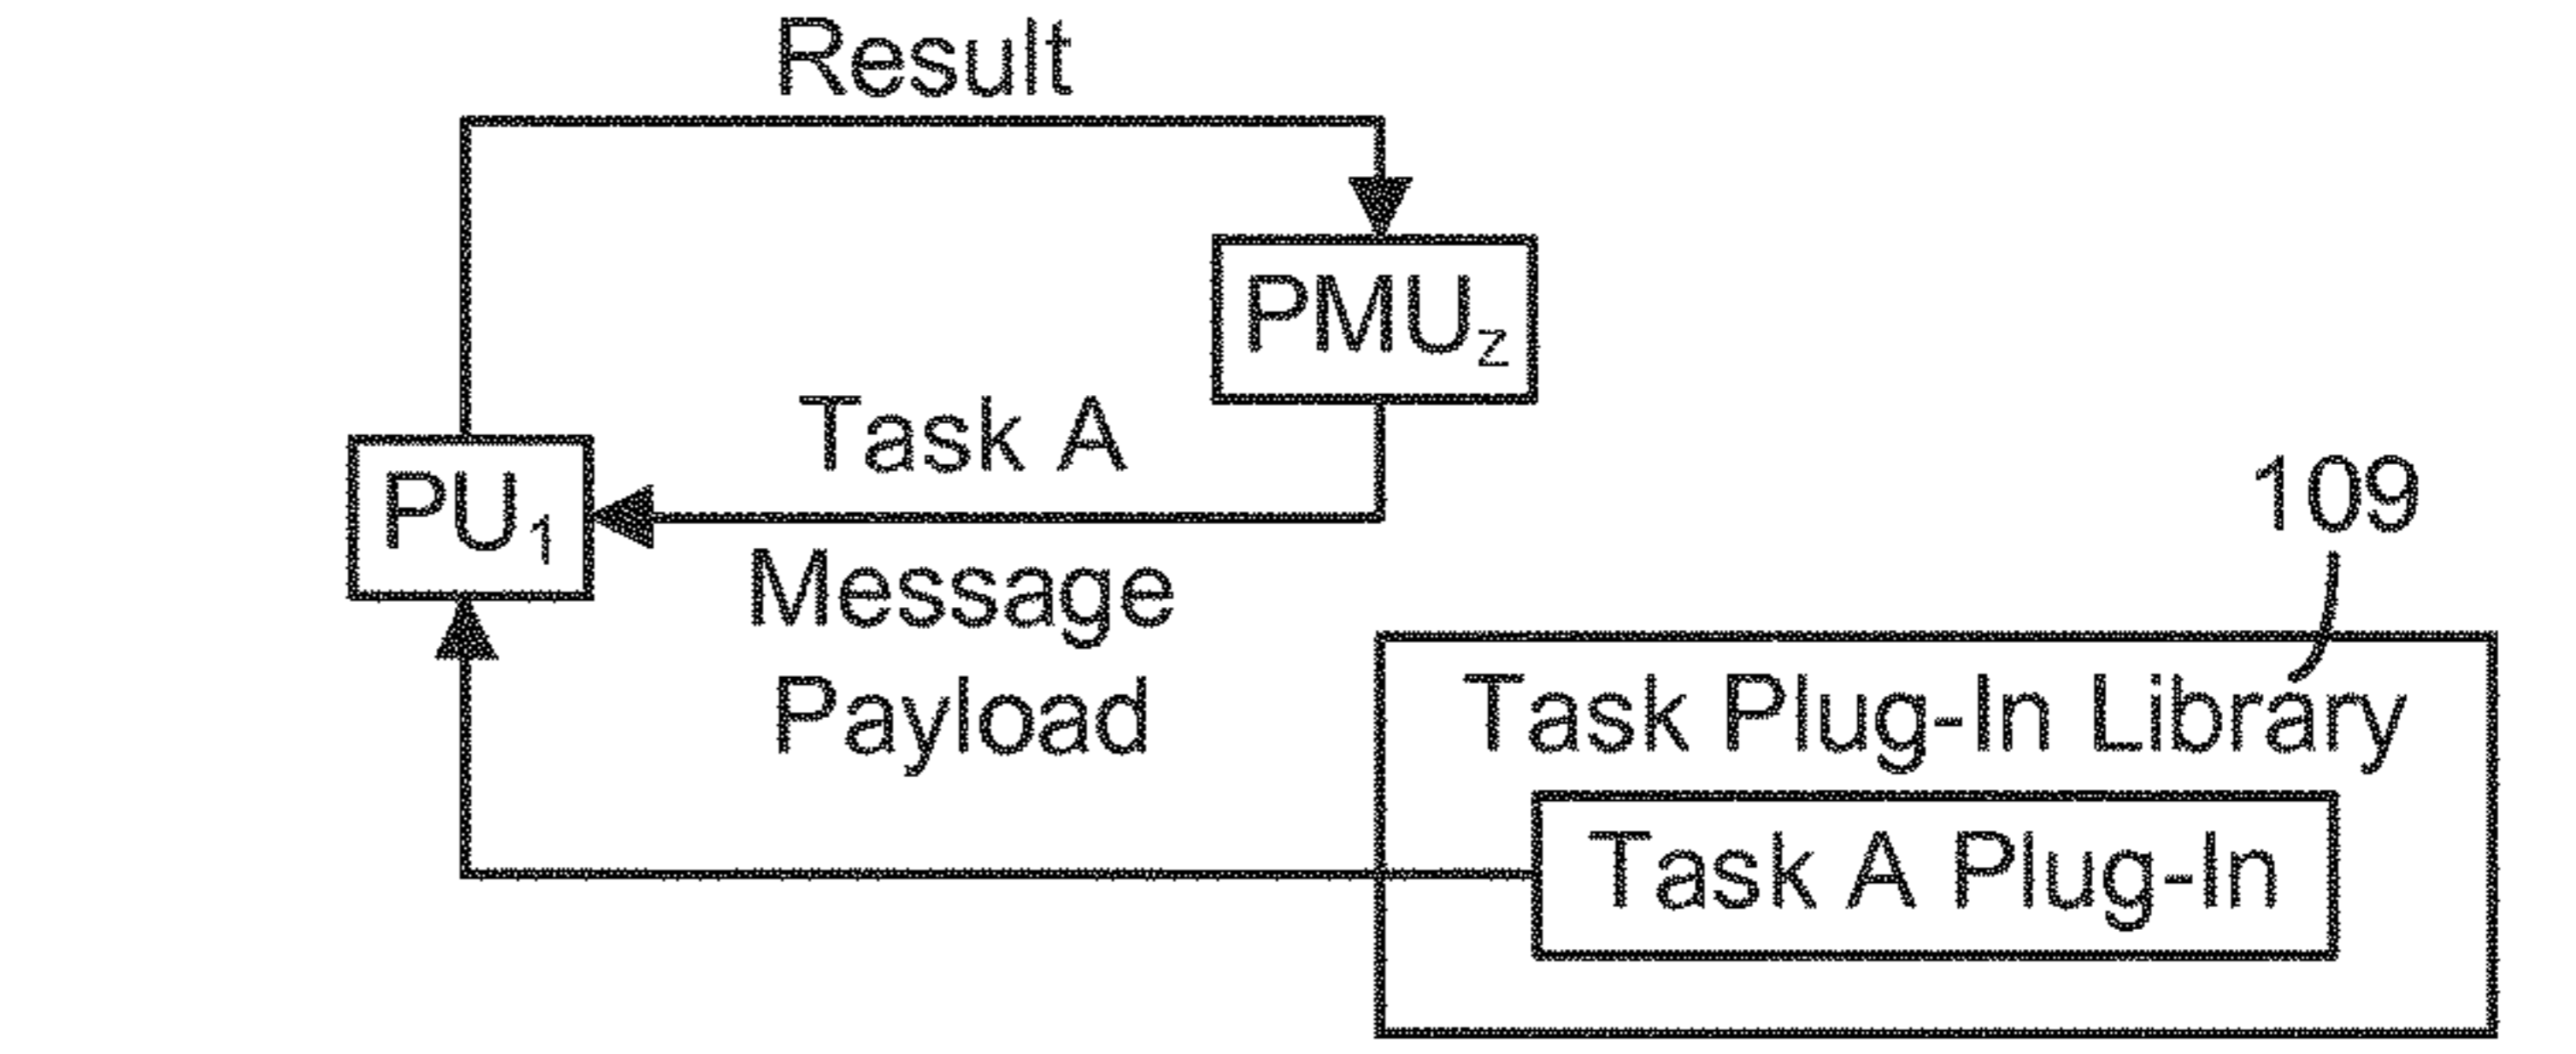 Result
PMUz
Task A
PU1
Message
Payload
109
Task Plug-In Library
Task A Plug-In